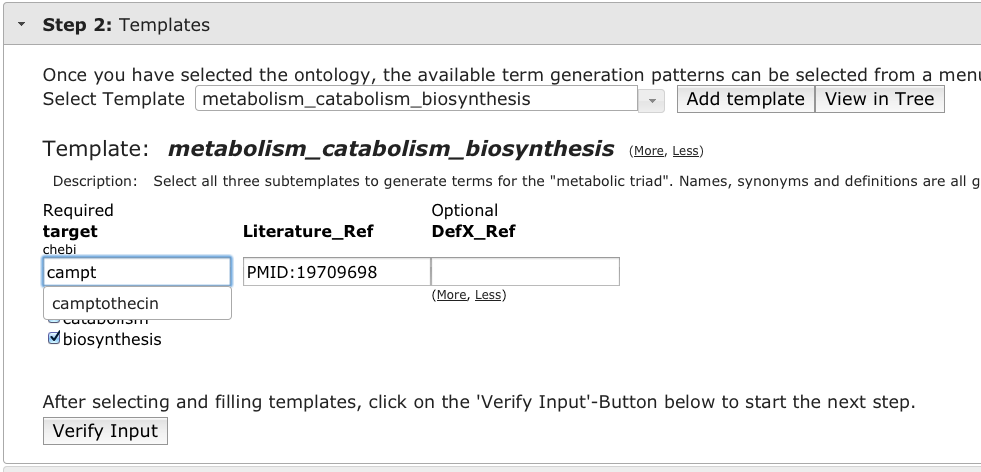 Step 2: Templates
Once you have selected the ontology, the available term generation patterns can be selected from a menu
Select Template metabolism_catabolism_biosynthesis Add template View in Tree
Template: metabolism_catabolism_biosynthesis (More, Less)
Description: Select all three subtemplates to generate terms for the "metabolic triad". Names, synonyms and definitions are all g
Required Optional
target Literature_Ref DefX_Ref
chebi
campt PMID:19709698
(More, Less)
camptothecin
catabolism
biosynthesis
After selecting and filling templates, click on the 'Verify Input'-Button below to start the next step.
Verify Input